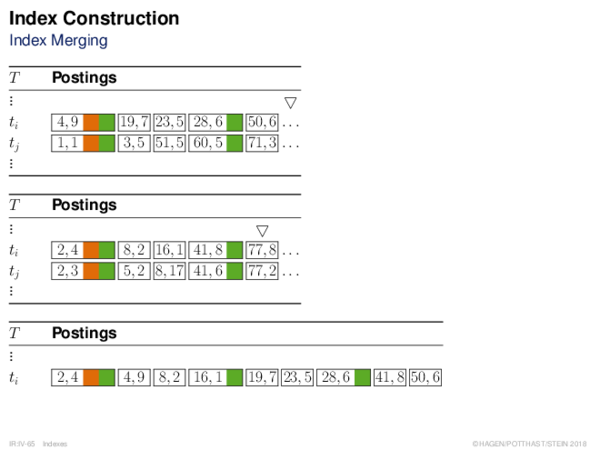 Index Construction
Index Merging
T Postings
⋮ ▽
t_i 4, 9 19, 7 23, 5 28, 6 50, 6 . . .
t_j 1, 1 3, 5 51, 5 60, 5 71, 3 . . .
⋮
T Postings
⋮ ▽
t_i 2, 4 8, 2 16, 1 41, 8 77, 8 . . .
t_j 2, 3 5, 2 8, 17 41, 6 77, 2 . . .
⋮
T Postings
⋮
t_i 2, 4 4, 9 8, 2 16, 1 19, 7 23, 5 28, 6 41, 8 50, 6
IR:IV-65 Indexes ©HAGEN/POTTHAST/STEIN 2018